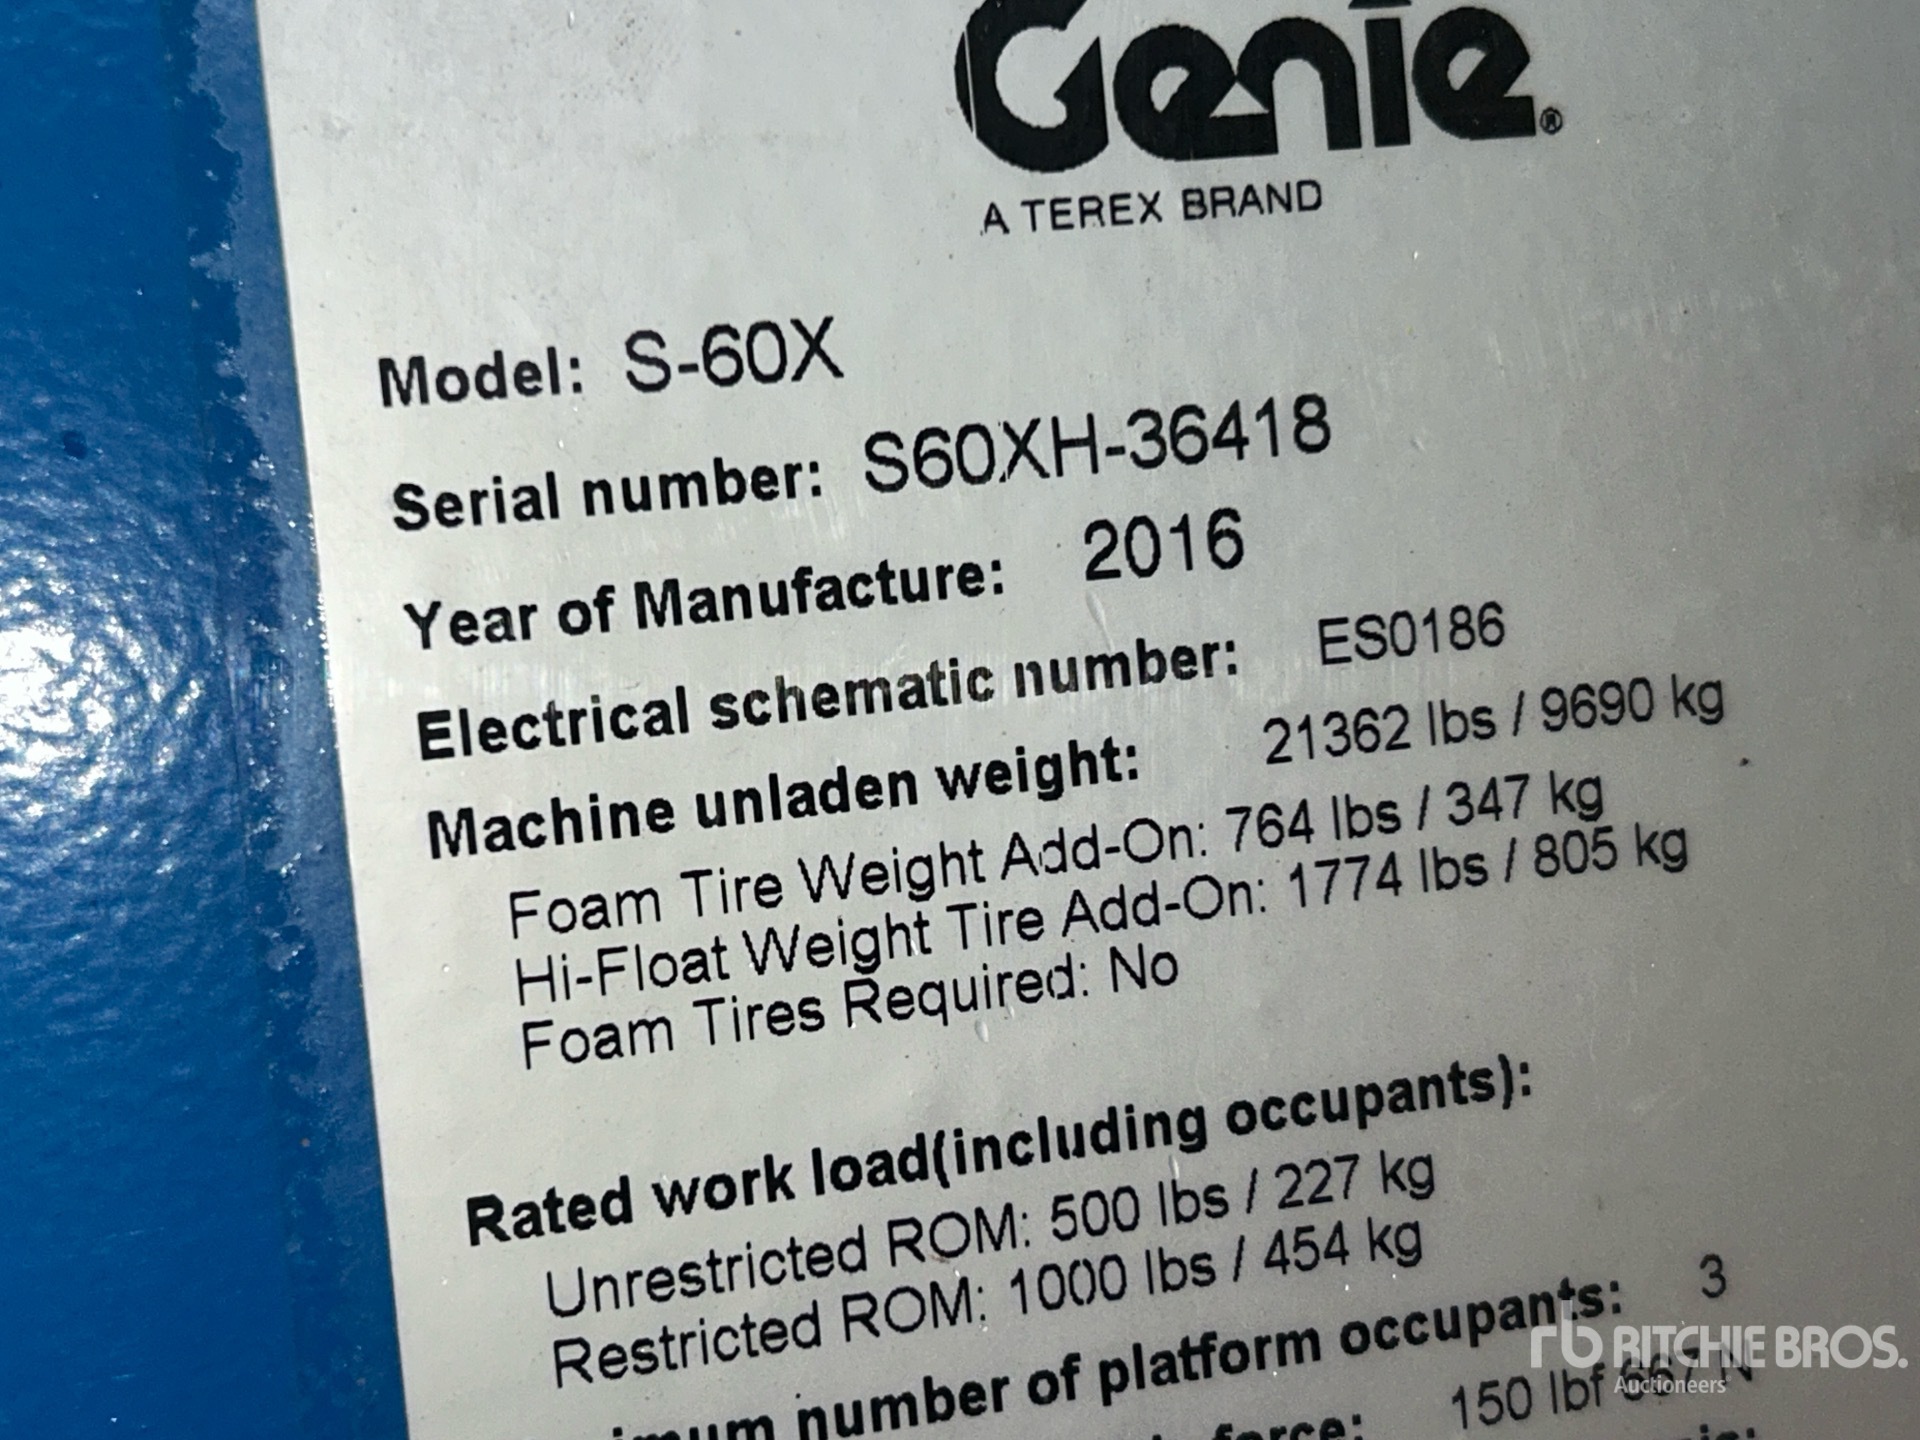 Genie®
A TEREX BRAND
Model: S-60X
Serial number: S60XH-36418
Year of Manufacture: 2016
Electrical schematic number: ES0186
Machine unladen weight: 21362 lbs / 9690 kg
Foam Tire Weight Add-On: 764 lbs / 347 kg
Hi-Float Weight Tire Add-On: 1774 lbs / 805 kg
Foam Tires Required: No
Rated work load(including occupants):
Unrestricted ROM: 500 lbs / 227 kg
Restricted ROM: 1000 lbs / 454 kg
number of platform occupants: 3
force: 150 lbf 667 N
rb RITCHIE BROS.
Auctioneers